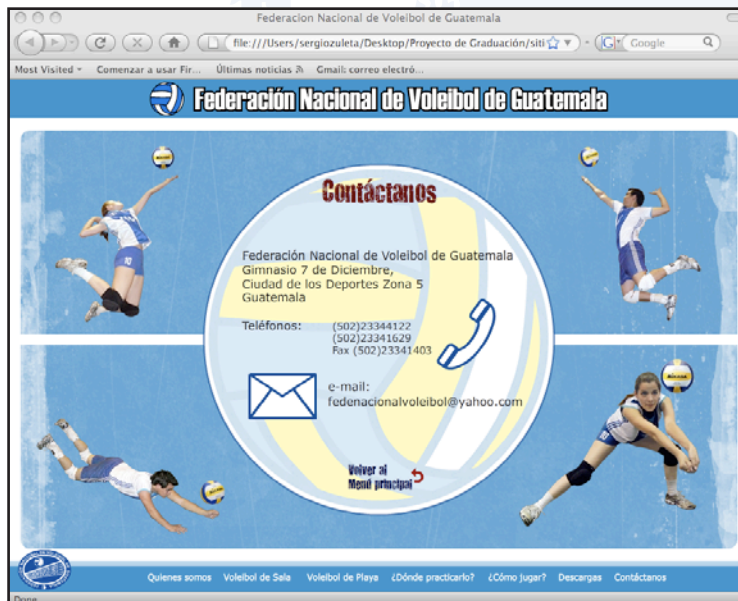 Federacion Nacional de Voleibol de Guatemala
file:///Users/sergiozuleta/Desktop/Proyecto de Graduación/siti
Google
Most Visited Comenzar a usar Fir... Últimas noticias Gmail: correo electró...
Federación Nacional de Voleibol de Guatemala
Contáctanos
Federación Nacional de Voleibol de Guatemala
Gimnasio 7 de Diciembre,
Ciudad de los Deportes Zona 5
Guatemala
Teléfonos: (502)23344122
(502)23341629
Fax (502)23341403
e-mail:
fedenacionalvoleibol@yahoo.com
Volver al
Menú principal
Quienes somos Voleibol de Sala Voleibol de Playa ¿Dónde practicarlo? ¿Cómo jugar? Descargas Contáctanos
Done